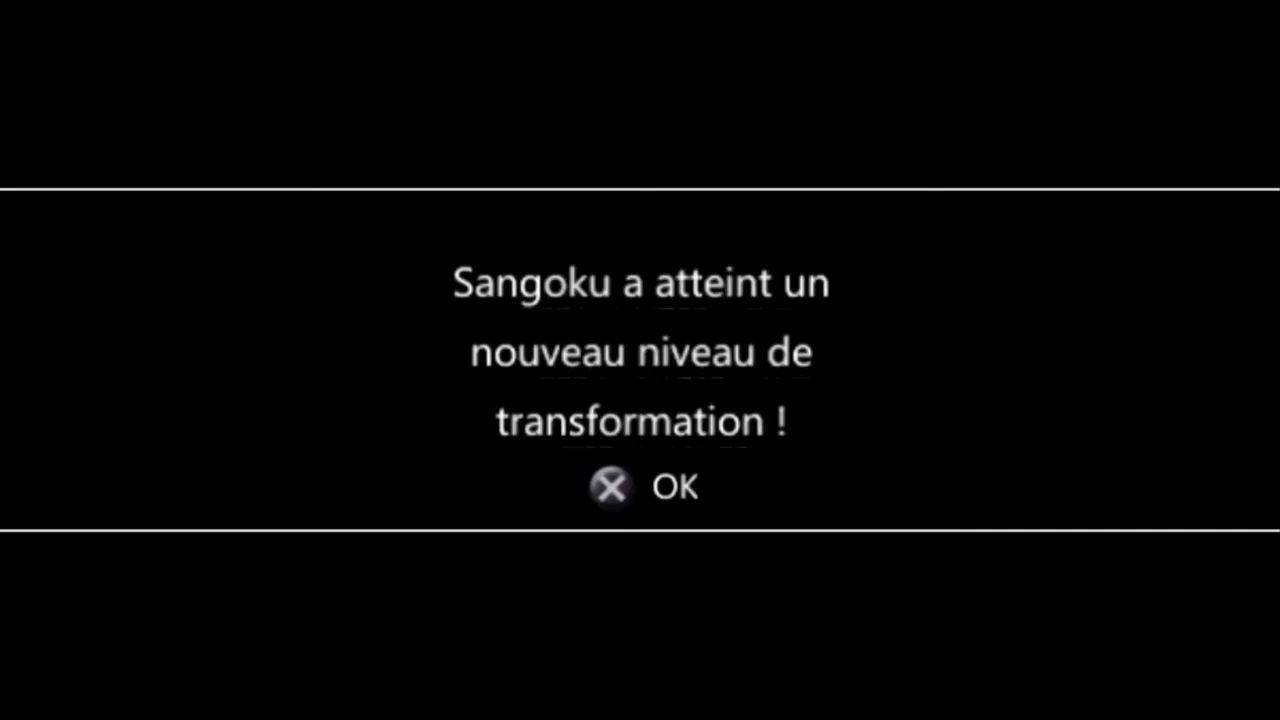 Sangoku a atteint un
nouveau niveau de
transformation !
OK